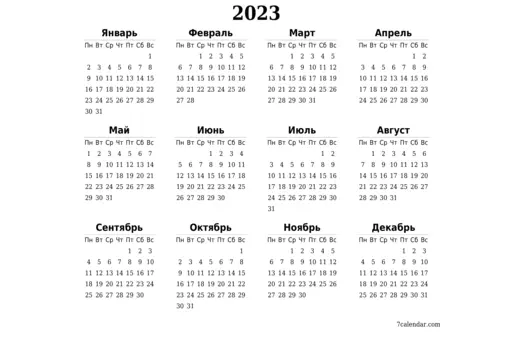 2023
Январь Февраль Март Апрель
Пн Вт Ср Чт Пт Сб Вс Пн Вт Ср Чт Пт Сб Вс Пн Вт Ср Чт Пт Сб Вс Пн Вт Ср Чт Пт Сб Вс
1 1 2 3 4 5 1 2 3 4 5 1 2
2 3 4 5 6 7 8 6 7 8 9 10 11 12 6 7 8 9 10 11 12 3 4 5 6 7 8 9
9 10 11 12 13 14 15 13 14 15 16 17 18 19 13 14 15 16 17 18 19 10 11 12 13 14 15 16
16 17 18 19 20 21 22 20 21 22 23 24 25 26 20 21 22 23 24 25 26 17 18 19 20 21 22 23
23 24 25 26 27 28 29 27 28 27 28 29 30 31 24 25 26 27 28 29 30
30 31
Май Июнь Июль Август
Пн Вт Ср Чт Пт Сб Вс Пн Вт Ср Чт Пт Сб Вс Пн Вт Ср Чт Пт Сб Вс Пн Вт Ср Чт Пт Сб Вс
1 2 3 4 5 6 7 1 2 3 4 1 2 1 2 3 4 5 6
8 9 10 11 12 13 14 5 6 7 8 9 10 11 3 4 5 6 7 8 9 7 8 9 10 11 12 13
15 16 17 18 19 20 21 12 13 14 15 16 17 18 10 11 12 13 14 15 16 14 15 16 17 18 19 20
22 23 24 25 26 27 28 19 20 21 22 23 24 25 17 18 19 20 21 22 23 21 22 23 24 25 26 27
29 30 31 26 27 28 29 30 24 25 26 27 28 29 30 28 29 30 31
31
Сентябрь Октябрь Ноябрь Декабрь
Пн Вт Ср Чт Пт Сб Вс Пн Вт Ср Чт Пт Сб Вс Пн Вт Ср Чт Пт Сб Вс Пн Вт Ср Чт Пт Сб Вс
1 2 3 1 1 2 3 4 5 1 2 3
4 5 6 7 8 9 10 2 3 4 5 6 7 8 6 7 8 9 10 11 12 4 5 6 7 8 9 10
11 12 13 14 15 16 17 9 10 11 12 13 14 15 13 14 15 16 17 18 19 11 12 13 14 15 16 17
18 19 20 21 22 23 24 16 17 18 19 20 21 22 20 21 22 23 24 25 26 18 19 20 21 22 23 24
25 26 27 28 29 30 23 24 25 26 27 28 29 27 28 29 30 25 26 27 28 29 30 31
30 31
7calendar.com